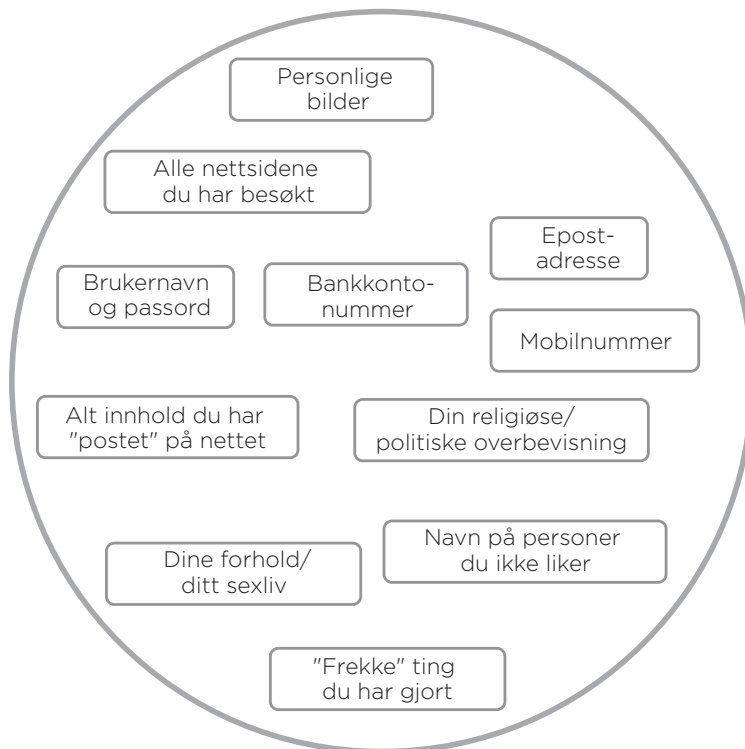 Personlige
bilder
Alle nettsidene
du har besøkt
Epost-
adresse
Brukernavn
og passord
Bankkonto-
nummer
Mobilnummer
Alt innhold du har
"postet" på nettet
Din religiøse/
politiske overbevisning
Navn på personer
du ikke liker
Dine forhold/
ditt sexliv
"Frekke" ting
du har gjort